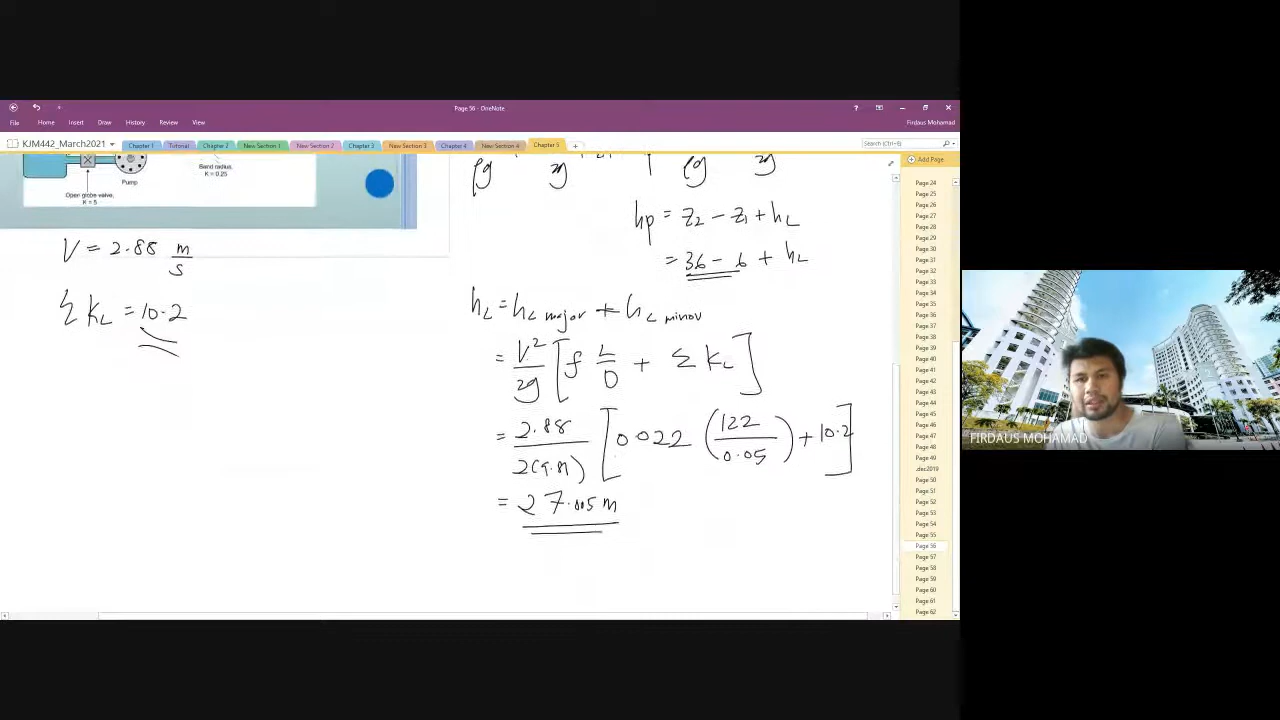 Page 56 - OneNote
File Home Insert Draw History Review View
Firdaus Mohamad
KJM442_March2021
Chapter 1 Tutorial Chapter 2 New Section 1 New Section 2 Chapter 3 New Section 3 Chapter 4 New Section 4 Chapter 5
Search (Ctrl+E)
Add Page
Page 24
Page 25
Page 26
Page 27
Page 28
Page 29
Page 30
Page 31
Page 32
Page 33
Page 34
Page 35
Page 36
Page 37
Page 38
Page 39
Page 40
Page 41
Page 42
Page 43
Page 44
Page 45
Page 46
Page 47
Page 48
Page 49
.dec2019
Page 50
Page 51
Page 52
Page 53
Page 54
Page 55
Page 56
Page 57
Page 58
Page 59
Page 60
Page 61
Page 62
Bend radius,
K = 0.25
Pump
Open globe valve,
K = 5
V = 2.88 m/s
Σ KL = 10.2
ρg 2g ρg 2g
hp = z2 - z1 + hL
= 36 - 6 + hL
hL = hL major + hL minor
= V²/2g [f L/D + Σ KL]
= 2.88/2(9.81) [0.022 (122/0.05) + 10.2]
= 27.005 m
FIRDAUS MOHAMAD